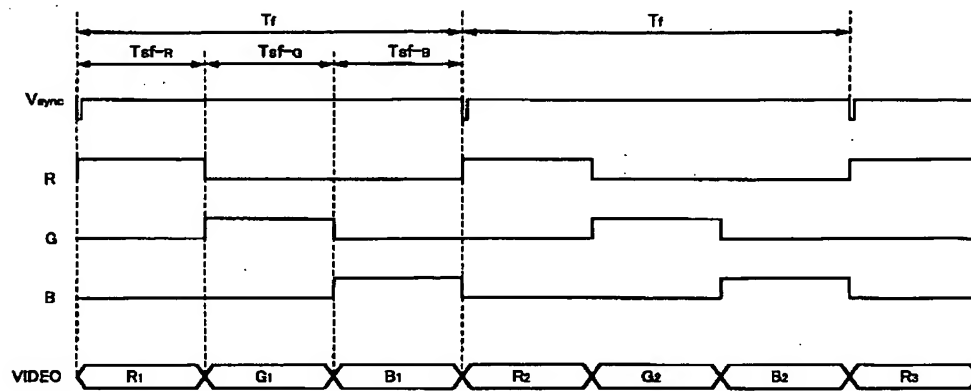 Tf Tf
Tsf-R Tsf-G Tsf-B
Vsync
R
G
B
VIDEO R1 G1 B1 R2 G2 B2 R3